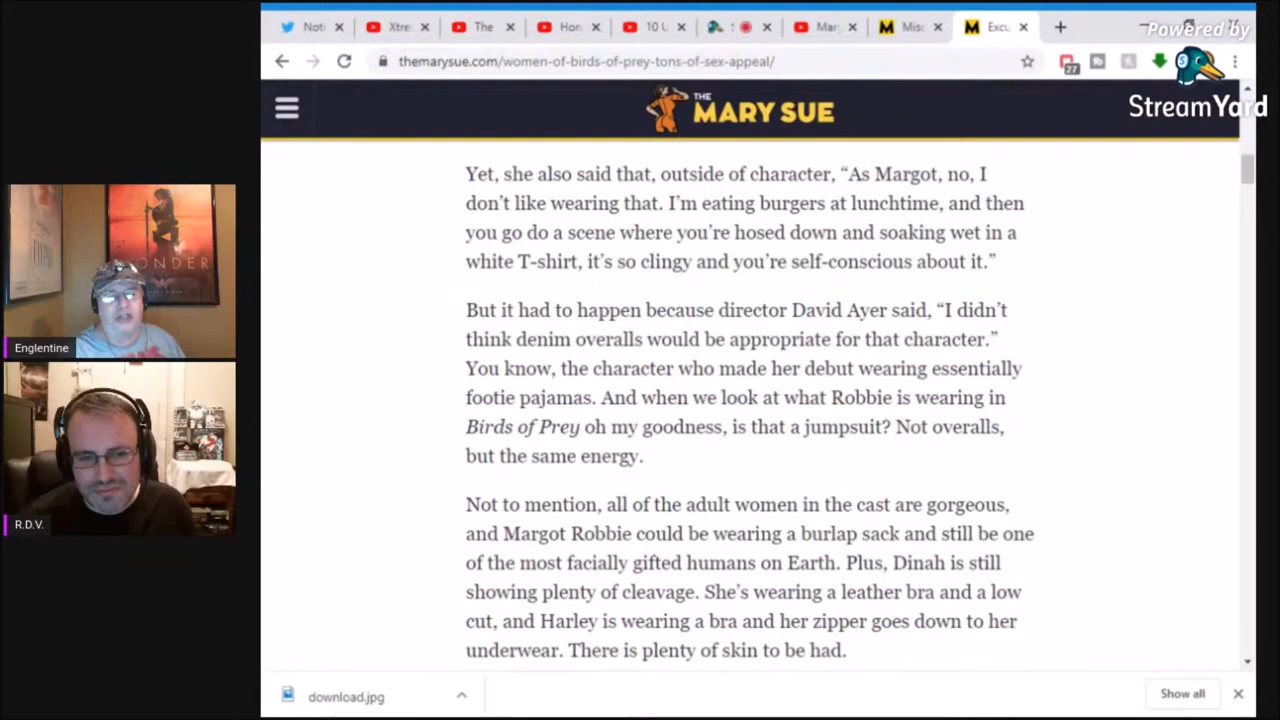 Noti
Xtre
The
Hon
10 U
Mar
Misc
Excu
Powered by
themarysue.com/women-of-birds-of-prey-tons-of-sex-appeal/
27
StreamYard
THE
MARY SUE
Yet, she also said that, outside of character, “As Margot, no, I
don’t like wearing that. I’m eating burgers at lunchtime, and then
you go do a scene where you’re hosed down and soaking wet in a
white T-shirt, it’s so clingy and you’re self-conscious about it.”
But it had to happen because director David Ayer said, “I didn’t
think denim overalls would be appropriate for that character.”
You know, the character who made her debut wearing essentially
footie pajamas. And when we look at what Robbie is wearing in
Birds of Prey oh my goodness, is that a jumpsuit? Not overalls,
but the same energy.
Not to mention, all of the adult women in the cast are gorgeous,
and Margot Robbie could be wearing a burlap sack and still be one
of the most facially gifted humans on Earth. Plus, Dinah is still
showing plenty of cleavage. She’s wearing a leather bra and a low
cut, and Harley is wearing a bra and her zipper goes down to her
underwear. There is plenty of skin to be had.
ONDER
Englentine
R.D.V.
download.jpg
Show all